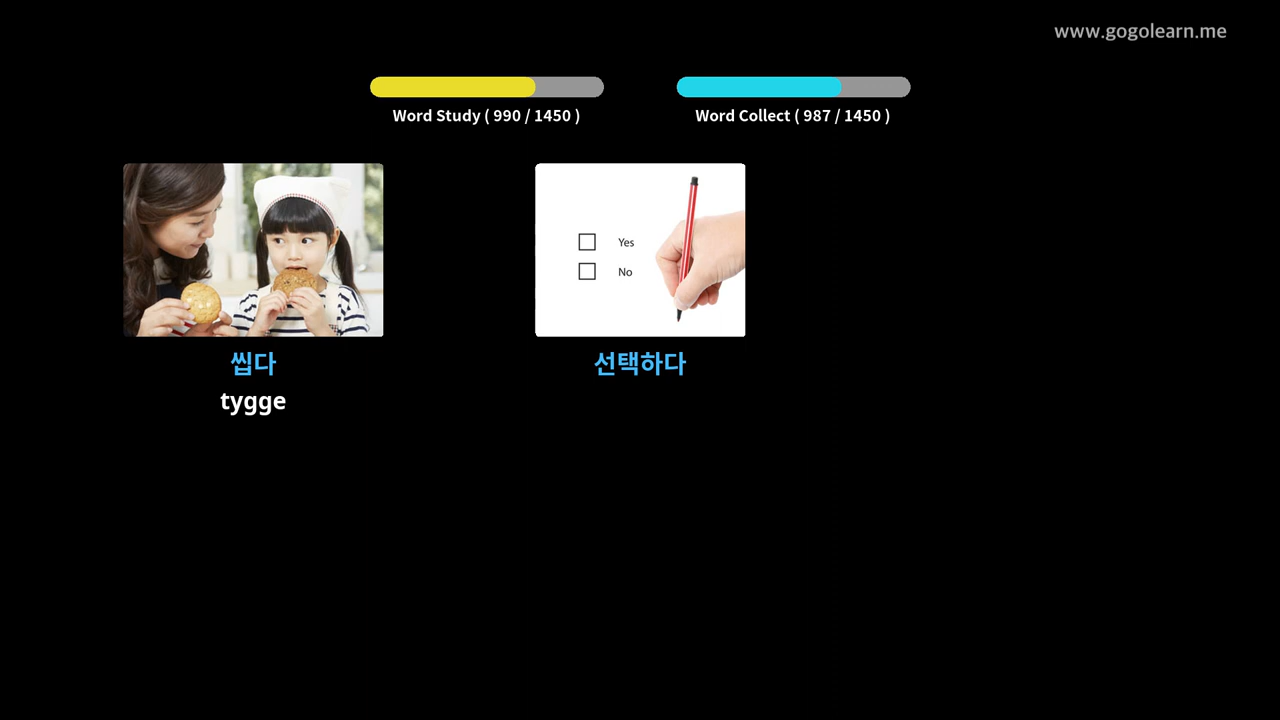 www.gogolearn.me
Word Study ( 990 / 1450 )
Word Collect ( 987 / 1450 )
Yes
No
씹다
tygge
선택하다